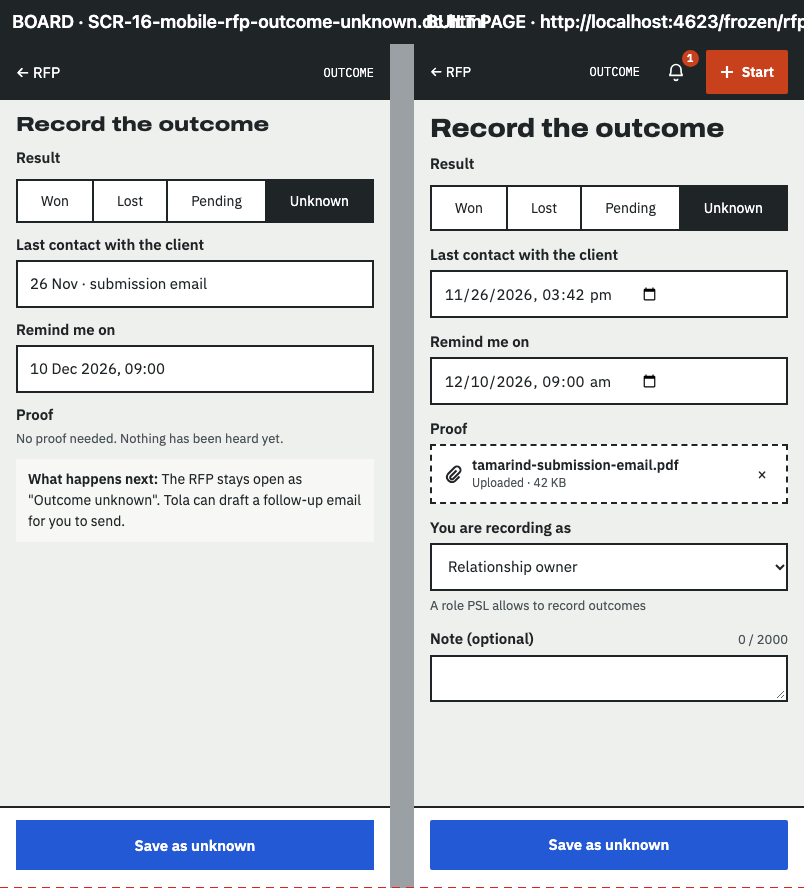 BOARD · SCR-16-mobile-rfp-outcome-unknown.dc.html
BUILT PAGE · http://localhost:4623/frozen/rfp
← RFP
OUTCOME
Record the outcome
Result
Won
Lost
Pending
Unknown
Last contact with the client
26 Nov · submission email
Remind me on
10 Dec 2026, 09:00
Proof
No proof needed. Nothing has been heard yet.
What happens next: The RFP stays open as
"Outcome unknown". Tola can draft a follow-up email
for you to send.
Save as unknown
← RFP
OUTCOME
1
+ Start
Record the outcome
Result
Won
Lost
Pending
Unknown
Last contact with the client
11/26/2026, 03:42 pm
Remind me on
12/10/2026, 09:00 am
Proof
tamarind-submission-email.pdf
Uploaded · 42 KB
×
You are recording as
Relationship owner
A role PSL allows to record outcomes
Note (optional)
0 / 2000
Save as unknown